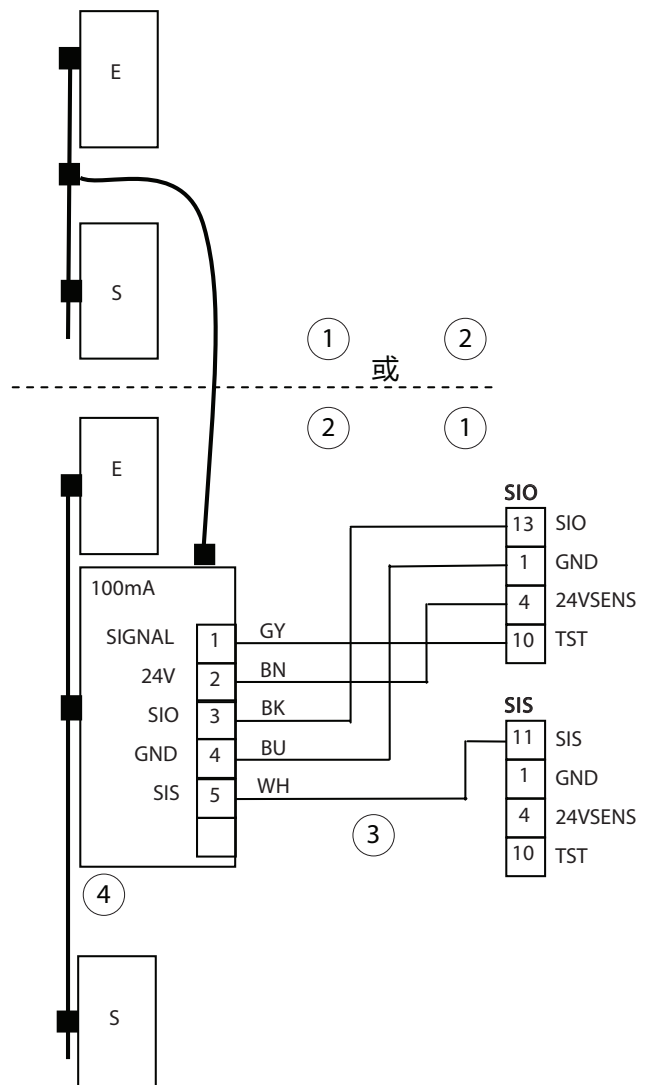 E
S
① ②
或
② ①
E
SIO
13 SIO
1 GND
4 24VSENS
10 TST
100mA
SIGNAL 1 GY
24V 2 BN
SIO 3 BK
GND 4 BU
SIS 5 WH
SIS
11 SIS
1 GND
4 24VSENS
10 TST
③
④
S